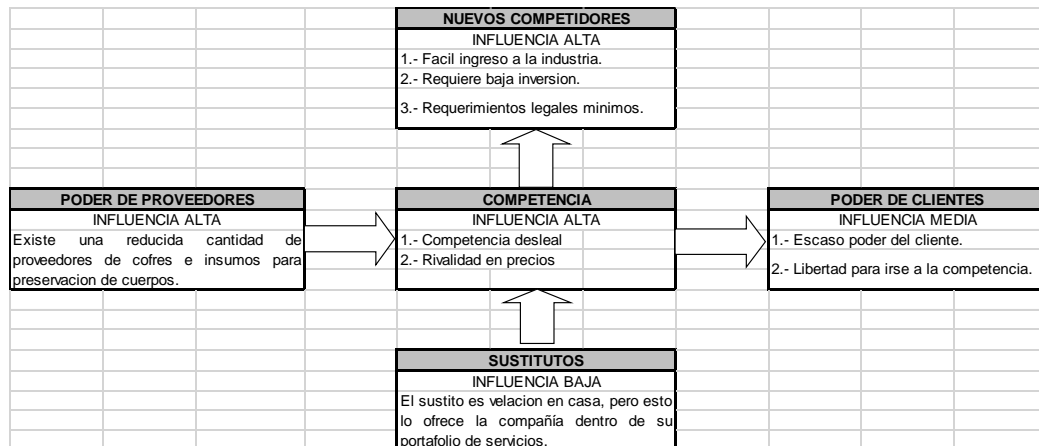 NUEVOS COMPETIDORES
INFLUENCIA ALTA
1.- Facil ingreso a la industria.
2.- Requiere baja inversion.
3.- Requerimientos legales minimos.
PODER DE PROVEEDORES
INFLUENCIA ALTA
Existe una reducida cantidad de
proveedores de cofres e insumos para
preservacion de cuerpos.
COMPETENCIA
INFLUENCIA ALTA
1.- Competencia desleal
2.- Rivalidad en precios
PODER DE CLIENTES
INFLUENCIA MEDIA
1.- Escaso poder del cliente.
2.- Libertad para irse a la competencia.
SUSTITUTOS
INFLUENCIA BAJA
El sustito es velacion en casa, pero esto
lo ofrece la compañía dentro de su
portafolio de servicios.